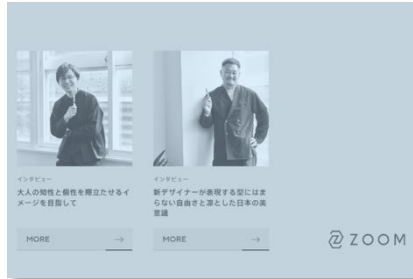 インタビュー
大人の知性と個性を際立たせるイ
メージを目指して
MORE
インタビュー
新デザイナーが表現する型にはま
らない自由さと凛とした日本の美
意識
MORE
ZOOM